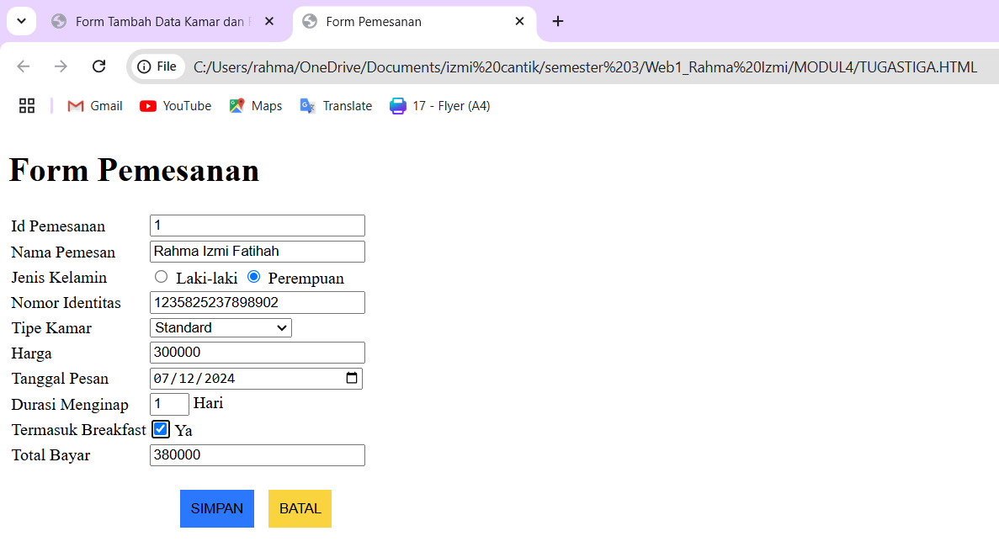 Form Tambah Data Kamar dan
Form Pemesanan
File
C:/Users/rahma/OneDrive/Documents/izmi%20cantik/semester%203/Web1_Rahma%20Izmi/MODUL4/TUGASTIGA.HTML
Gmail YouTube Maps Translate 17 - Flyer (A4)
Form Pemesanan
Id Pemesanan 1
Nama Pemesan Rahma Izmi Fatihah
Jenis Kelamin Laki-laki Perempuan
Nomor Identitas 1235825237898902
Tipe Kamar Standard
Harga 300000
Tanggal Pesan 07/12/2024
Durasi Menginap 1 Hari
Termasuk Breakfast Ya
Total Bayar 380000
SIMPAN BATAL